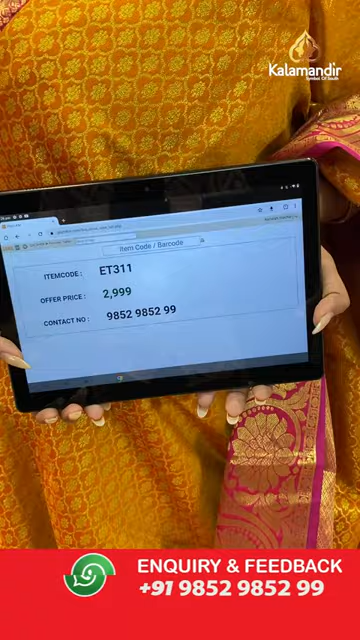 Kalamandir
Symbol Of South
Item Code / Barcode
ITEMCODE : ET311
OFFER PRICE : 2,999
CONTACT NO : 9852 9852 99
ENQUIRY & FEEDBACK
+91 9852 9852 99